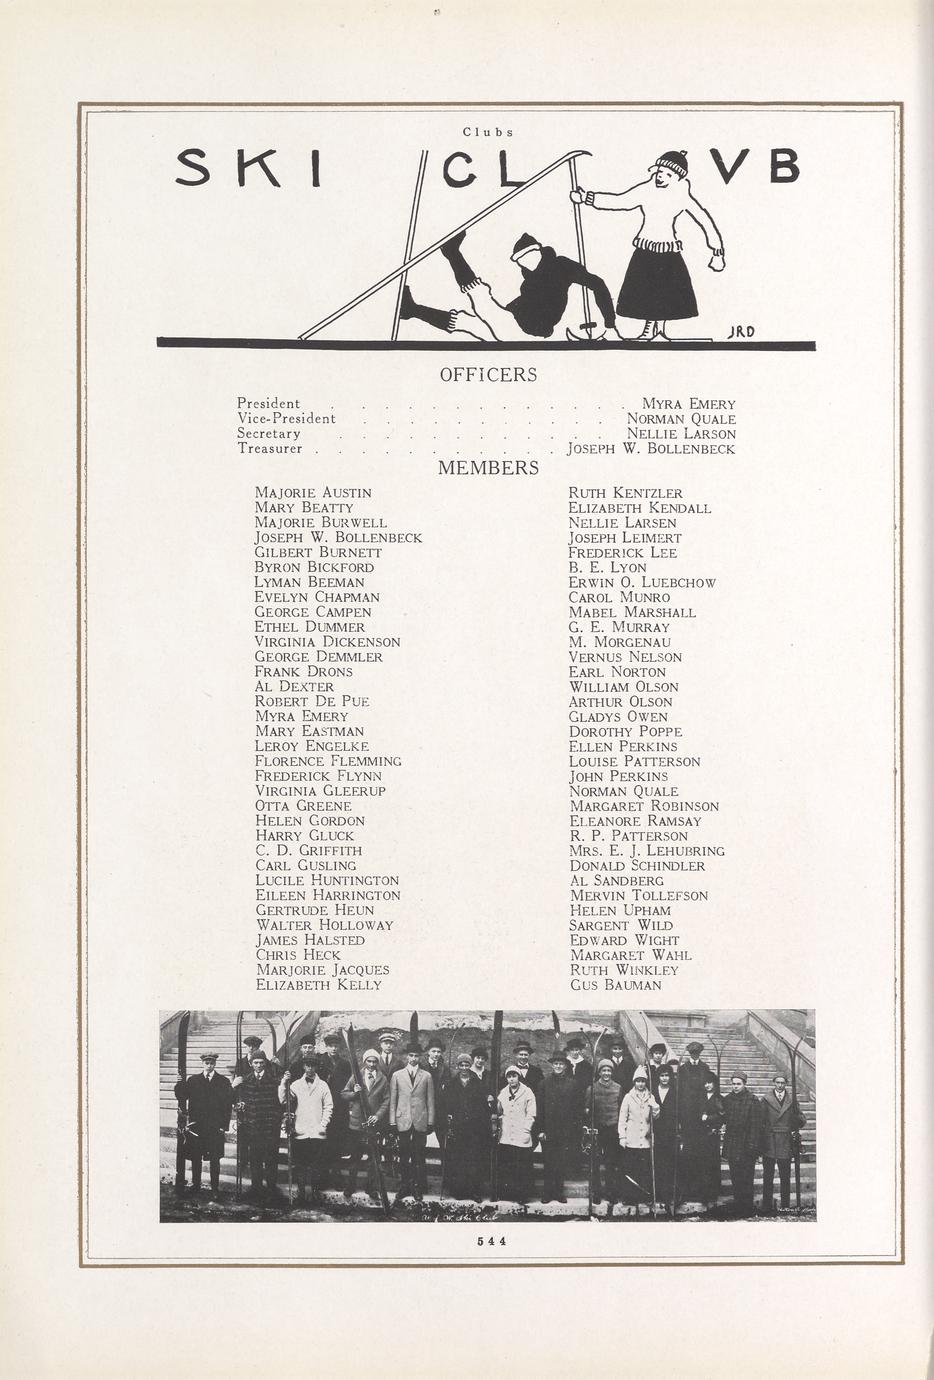 Clubs
SKI CLVB
JRD
OFFICERS
President . . . . . . . . . . . MYRA EMERY
Vice-President . . . . . . . . . NORMAN QUALE
Secretary . . . . . . . . . . NELLIE LARSON
Treasurer . . . . . . . . . JOSEPH W. BOLLENBECK
MEMBERS
MAJORIE AUSTIN
MARY BEATTY
MAJORIE BURWELL
JOSEPH W. BOLLENBECK
GILBERT BURNETT
BYRON BICKFORD
LYMAN BEEMAN
EVELYN CHAPMAN
GEORGE CAMPEN
ETHEL DUMMER
VIRGINIA DICKENSON
GEORGE DEMMLER
FRANK DRONS
AL DEXTER
ROBERT DE PUE
MYRA EMERY
MARY EASTMAN
LEROY ENGELKE
FLORENCE FLEMMING
FREDERICK FLYNN
VIRGINIA GLEERUP
OTTA GREENE
HELEN GORDON
HARRY GLUCK
C. D. GRIFFITH
CARL GUSLING
LUCILE HUNTINGTON
EILEEN HARRINGTON
GERTRUDE HEUN
WALTER HOLLOWAY
JAMES HALSTED
CHRIS HECK
MARJORIE JACQUES
ELIZABETH KELLY
RUTH KENTZLER
ELIZABETH KENDALL
NELLIE LARSEN
JOSEPH LEIMERT
FREDERICK LEE
B. E. LYON
ERWIN O. LUEBCHOW
CAROL MUNRO
MABEL MARSHALL
G. E. MURRAY
M. MORGENAU
VERNUS NELSON
EARL NORTON
WILLIAM OLSON
ARTHUR OLSON
GLADYS OWEN
DOROTHY POPPE
ELLEN PERKINS
LOUISE PATTERSON
JOHN PERKINS
NORMAN QUALE
MARGARET ROBINSON
ELEANORE RAMSAY
R. P. PATTERSON
MRS. E. J. LEHUBRING
DONALD SCHINDLER
AL SANDBERG
MERVIN TOLLEFSON
HELEN UPHAM
SARGENT WILD
EDWARD WIGHT
MARGARET WAHL
RUTH WINKLEY
GUS BAUMAN
U of W. Ski Club
544